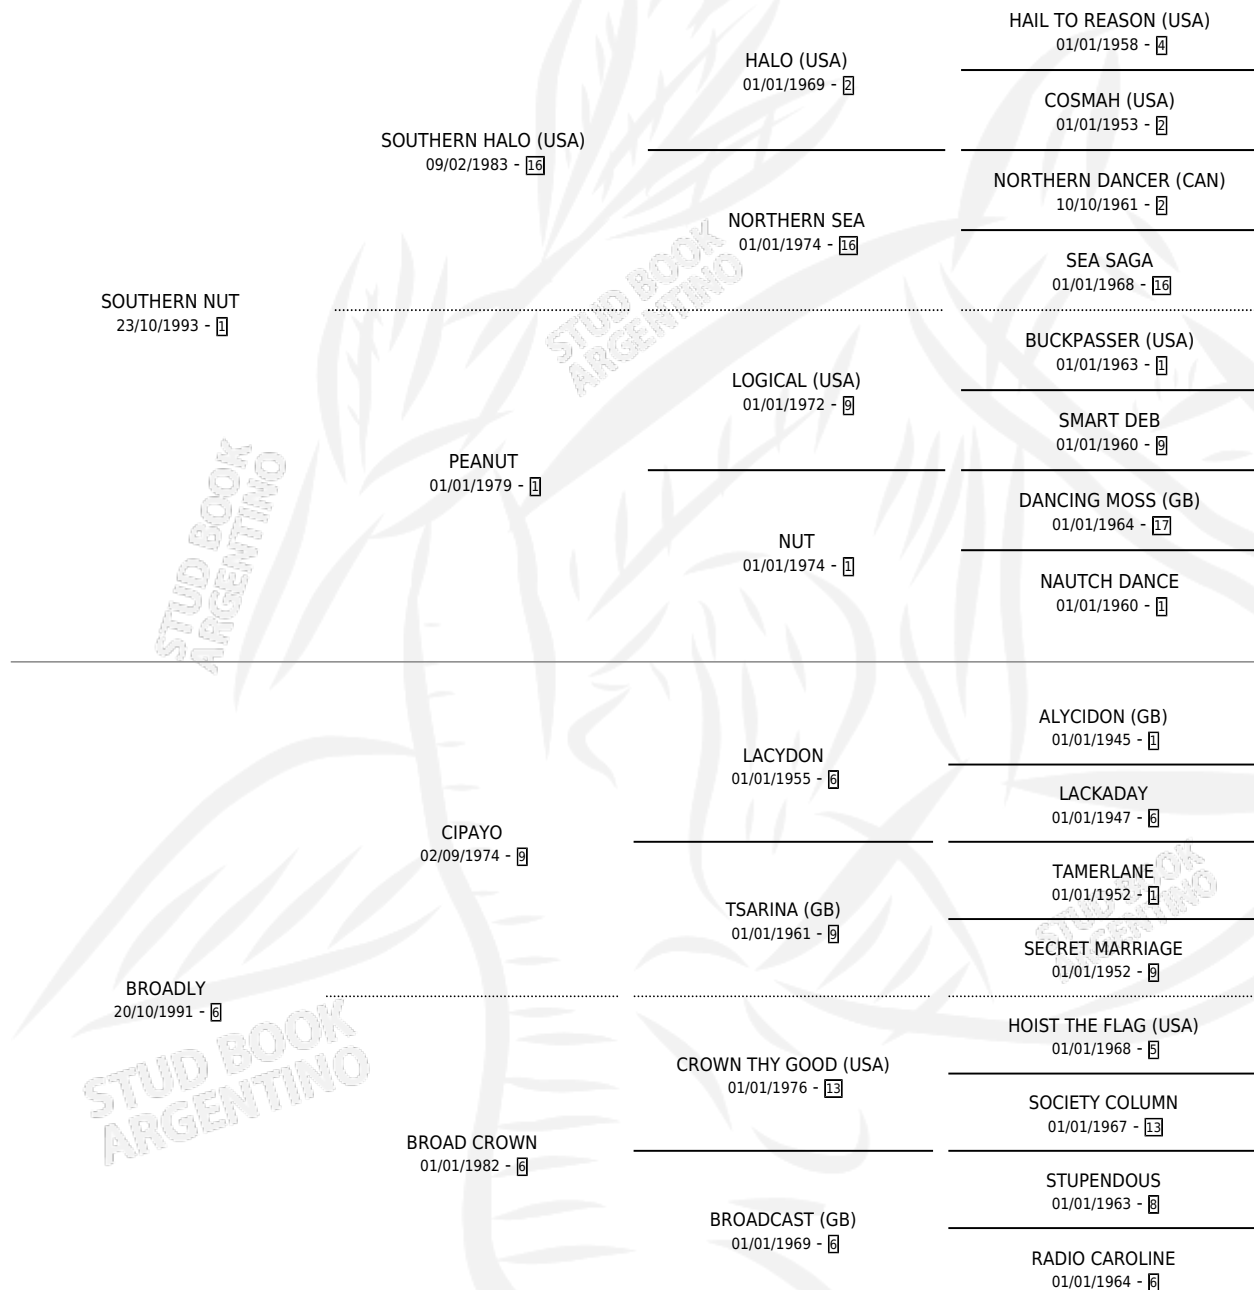 HAIL TO REASON (USA)
01/01/1958 - 4
HALO (USA)
01/01/1969 - 2
COSMAH (USA)
01/01/1953 - 2
SOUTHERN HALO (USA)
09/02/1983 - 16
NORTHERN DANCER (CAN)
10/10/1961 - 2
NORTHERN SEA
01/01/1974 - 16
SEA SAGA
01/01/1968 - 16
SOUTHERN NUT
23/10/1993 - 1
STUD BOOK
ARGENTINO
BUCKPASSER (USA)
01/01/1963 - 1
LOGICAL (USA)
01/01/1972 - 9
SMART DEB
01/01/1960 - 9
PEANUT
01/01/1979 - 1
DANCING MOSS (GB)
01/01/1964 - 17
NUT
01/01/1974 - 1
NAUTCH DANCE
01/01/1960 - 1
STUD BOOK
ARGENTINO
ALYCIDON (GB)
01/01/1945 - 1
LACYDON
01/01/1955 - 6
LACKADAY
01/01/1947 - 6
CIPAYO
02/09/1974 - 9
TAMERLANE
01/01/1952 - 1
TSARINA (GB)
01/01/1961 - 9
SECRET MARRIAGE
01/01/1952 - 9
STUD BOOK
ARGENTINO
BROADLY
20/10/1991 - 6
HOIST THE FLAG (USA)
01/01/1968 - 5
CROWN THY GOOD (USA)
01/01/1976 - 13
SOCIETY COLUMN
01/01/1967 - 13
STUD BOOK
ARGENTINO
BROAD CROWN
01/01/1982 - 6
STUPENDOUS
01/01/1963 - 8
BROADCAST (GB)
01/01/1969 - 6
RADIO CAROLINE
01/01/1964 - 6